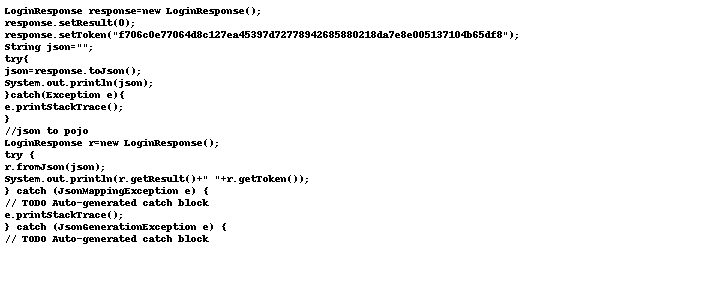 LoginResponse response=new LoginResponse();
response.setResult(0);
response.setToken("f706c0e77064d8c127ea45397d72778942685880218da7e8e005137104b65df8");
String json="";
try{
json=response.toJson();
System.out.println(json);
}catch(Exception e){
e.printStackTrace();
}
//json to pojo
LoginResponse r=new LoginResponse();
try {
r.fromJson(json);
System.out.println(r.getResult()+" "+r.getToken());
} catch (JsonMappingException e) {
// TODO Auto-generated catch block
e.printStackTrace();
} catch (JsonGenerationException e) {
// TODO Auto-generated catch block